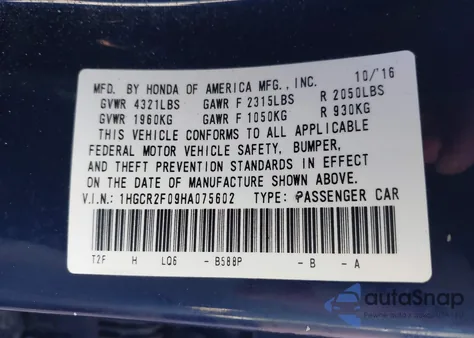 MFD. BY HONDA OF AMERICA MFG., INC. 10/'16
GVWR 4321LBS GAWR F 2315LBS R 2050LBS
GVWR 1960KG GAWR F 1050KG R 930KG
THIS VEHICLE CONFORMS TO ALL APPLICABLE
FEDERAL MOTOR VEHICLE SAFETY, BUMPER,
AND THEFT PREVENTION STANDARDS IN EFFECT
ON THE DATE OF MANUFACTURE SHOWN ABOVE.
V.I.N.: 1HGCR2F09HA075602 TYPE: PASSENGER CAR
T2F H LQ6 - B588P - B - A
autoSnap